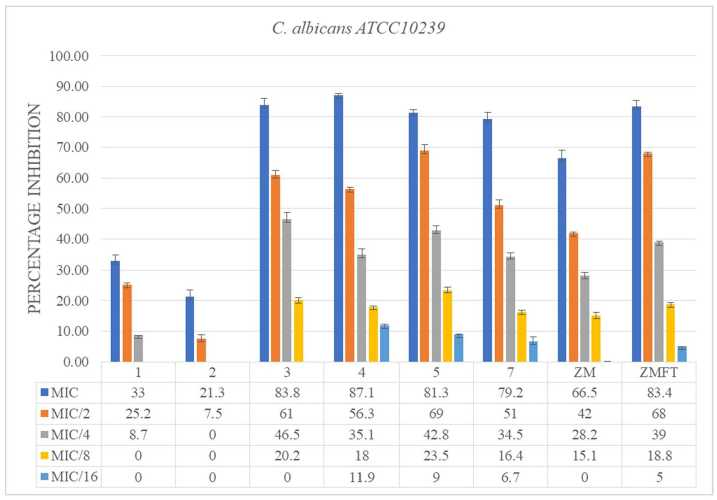 C. albicans ATCC10239
PERCENTAGE INHIBITION
100.00
90.00
80.00
70.00
60.00
50.00
40.00
30.00
20.00
10.00
0.00
1 2 3 4 5 7 ZM ZMFT
MIC 33 21.3 83.8 87.1 81.3 79.2 66.5 83.4
MIC/2 25.2 7.5 61 56.3 69 51 42 68
MIC/4 8.7 0 46.5 35.1 42.8 34.5 28.2 39
MIC/8 0 0 20.2 18 23.5 16.4 15.1 18.8
MIC/16 0 0 0 11.9 9 6.7 0 5